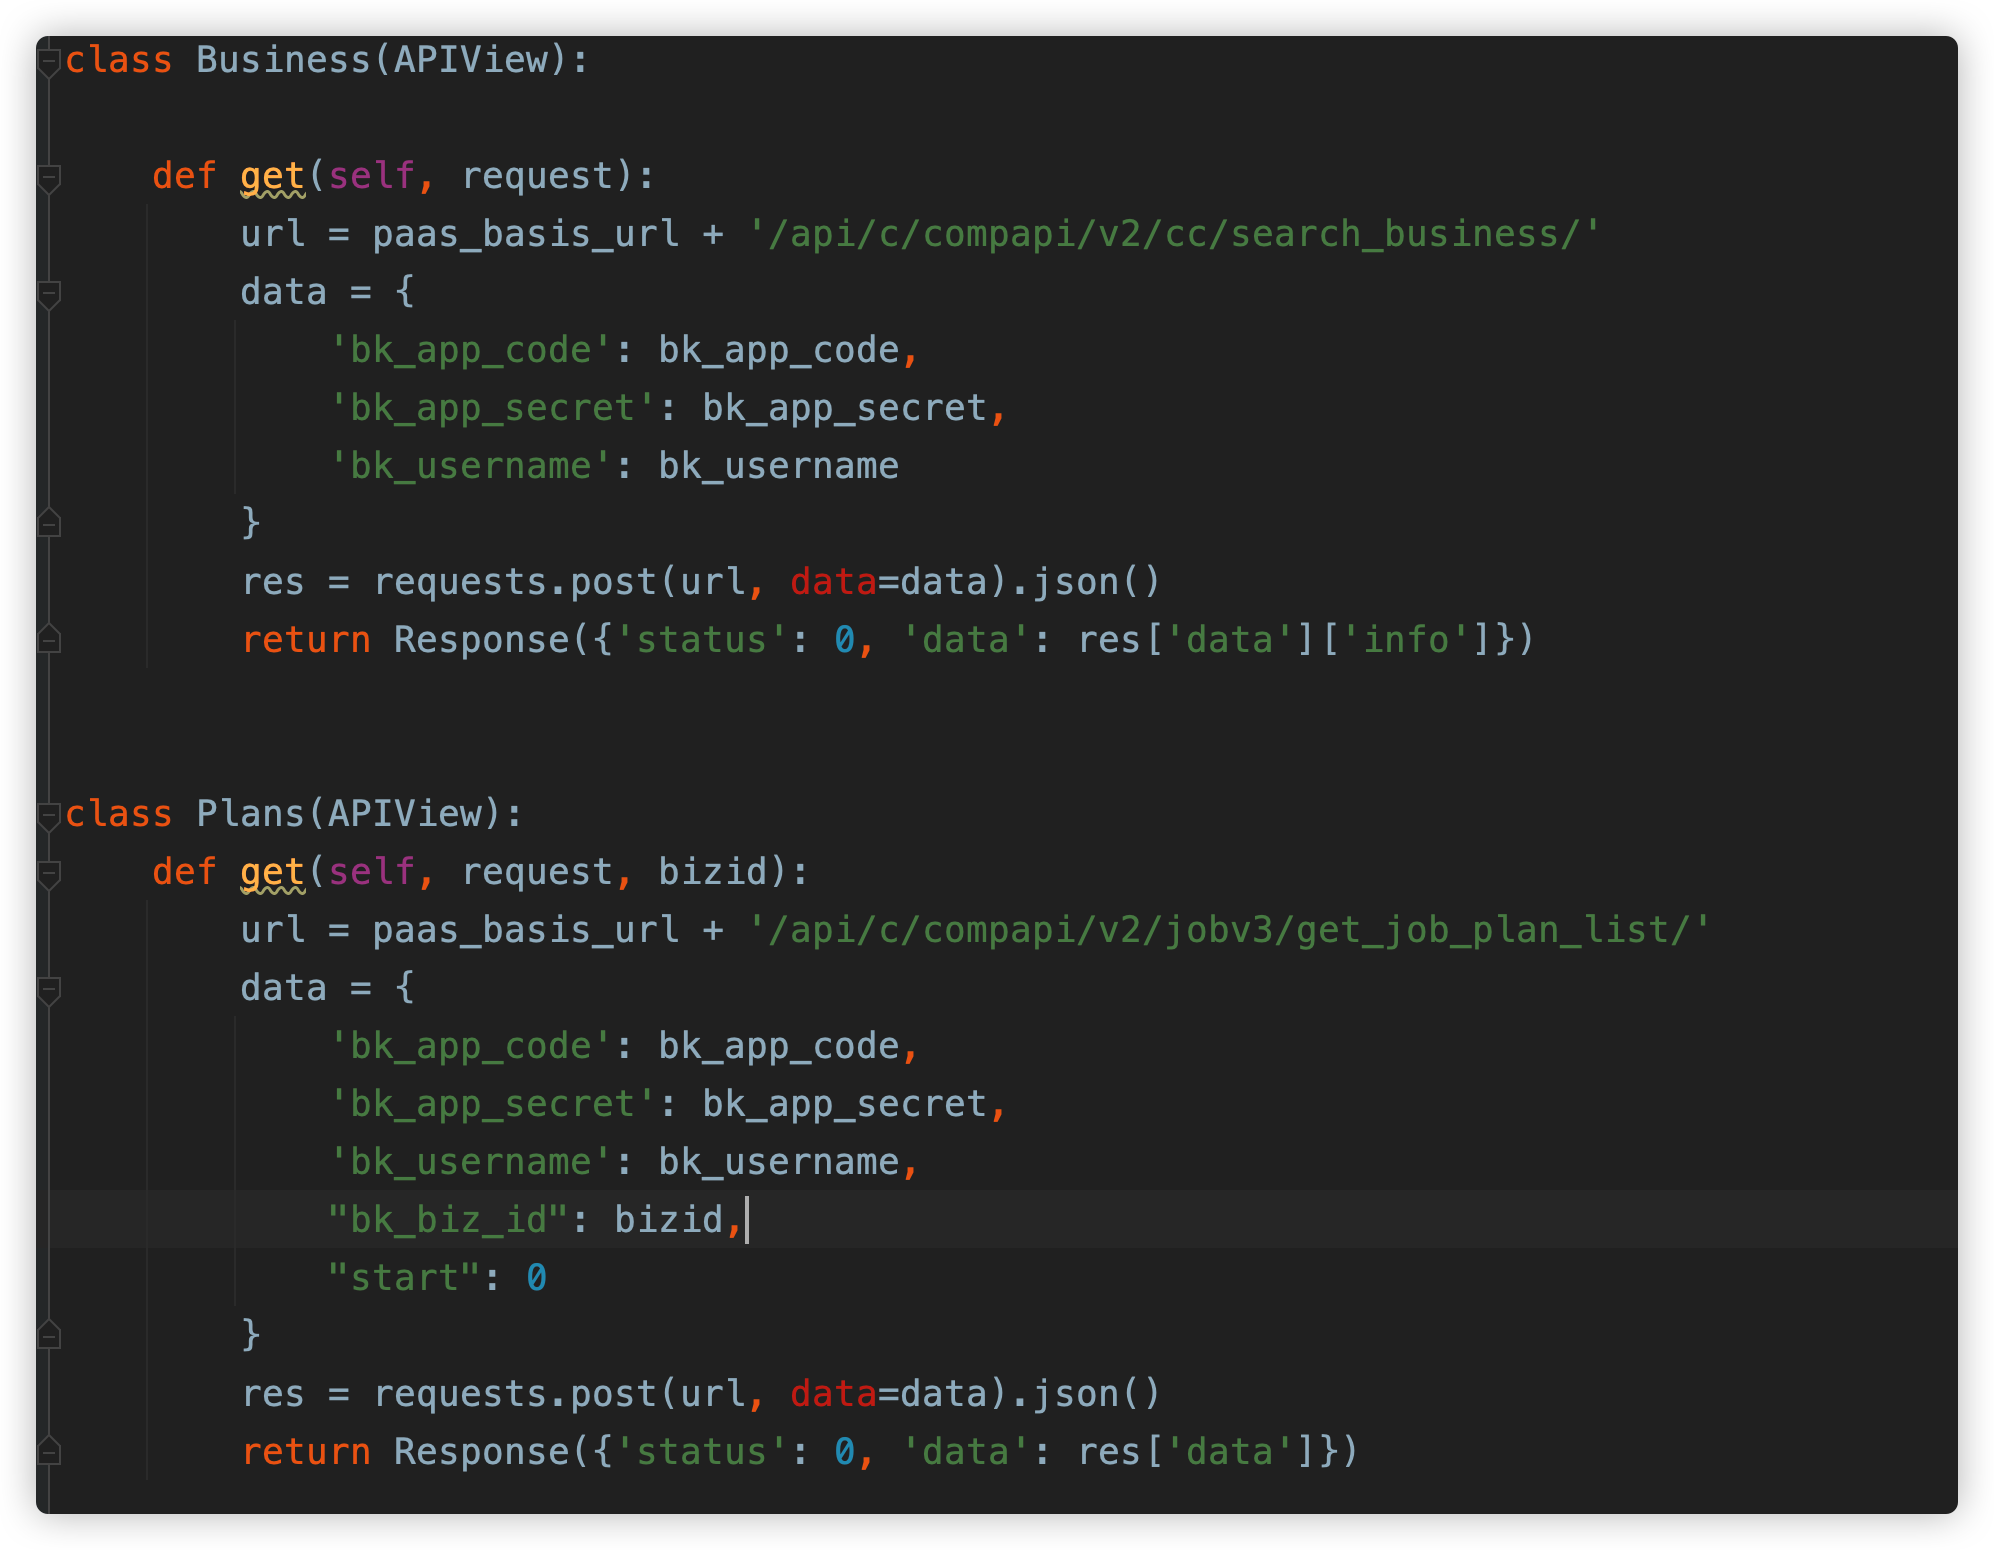 class Business(APIView):
    def get(self, request):
        url = paas_basis_url + '/api/c/compapi/v2/cc/search_business/'
        data = {
            'bk_app_code': bk_app_code,
            'bk_app_secret': bk_app_secret,
            'bk_username': bk_username
        }
        res = requests.post(url, data=data).json()
        return Response({'status': 0, 'data': res['data']['info']})
class Plans(APIView):
    def get(self, request, bizid):
        url = paas_basis_url + '/api/c/compapi/v2/jobv3/get_job_plan_list/'
        data = {
            'bk_app_code': bk_app_code,
            'bk_app_secret': bk_app_secret,
            'bk_username': bk_username,
            "bk_biz_id": bizid,
            "start": 0
        }
        res = requests.post(url, data=data).json()
        return Response({'status': 0, 'data': res['data']})